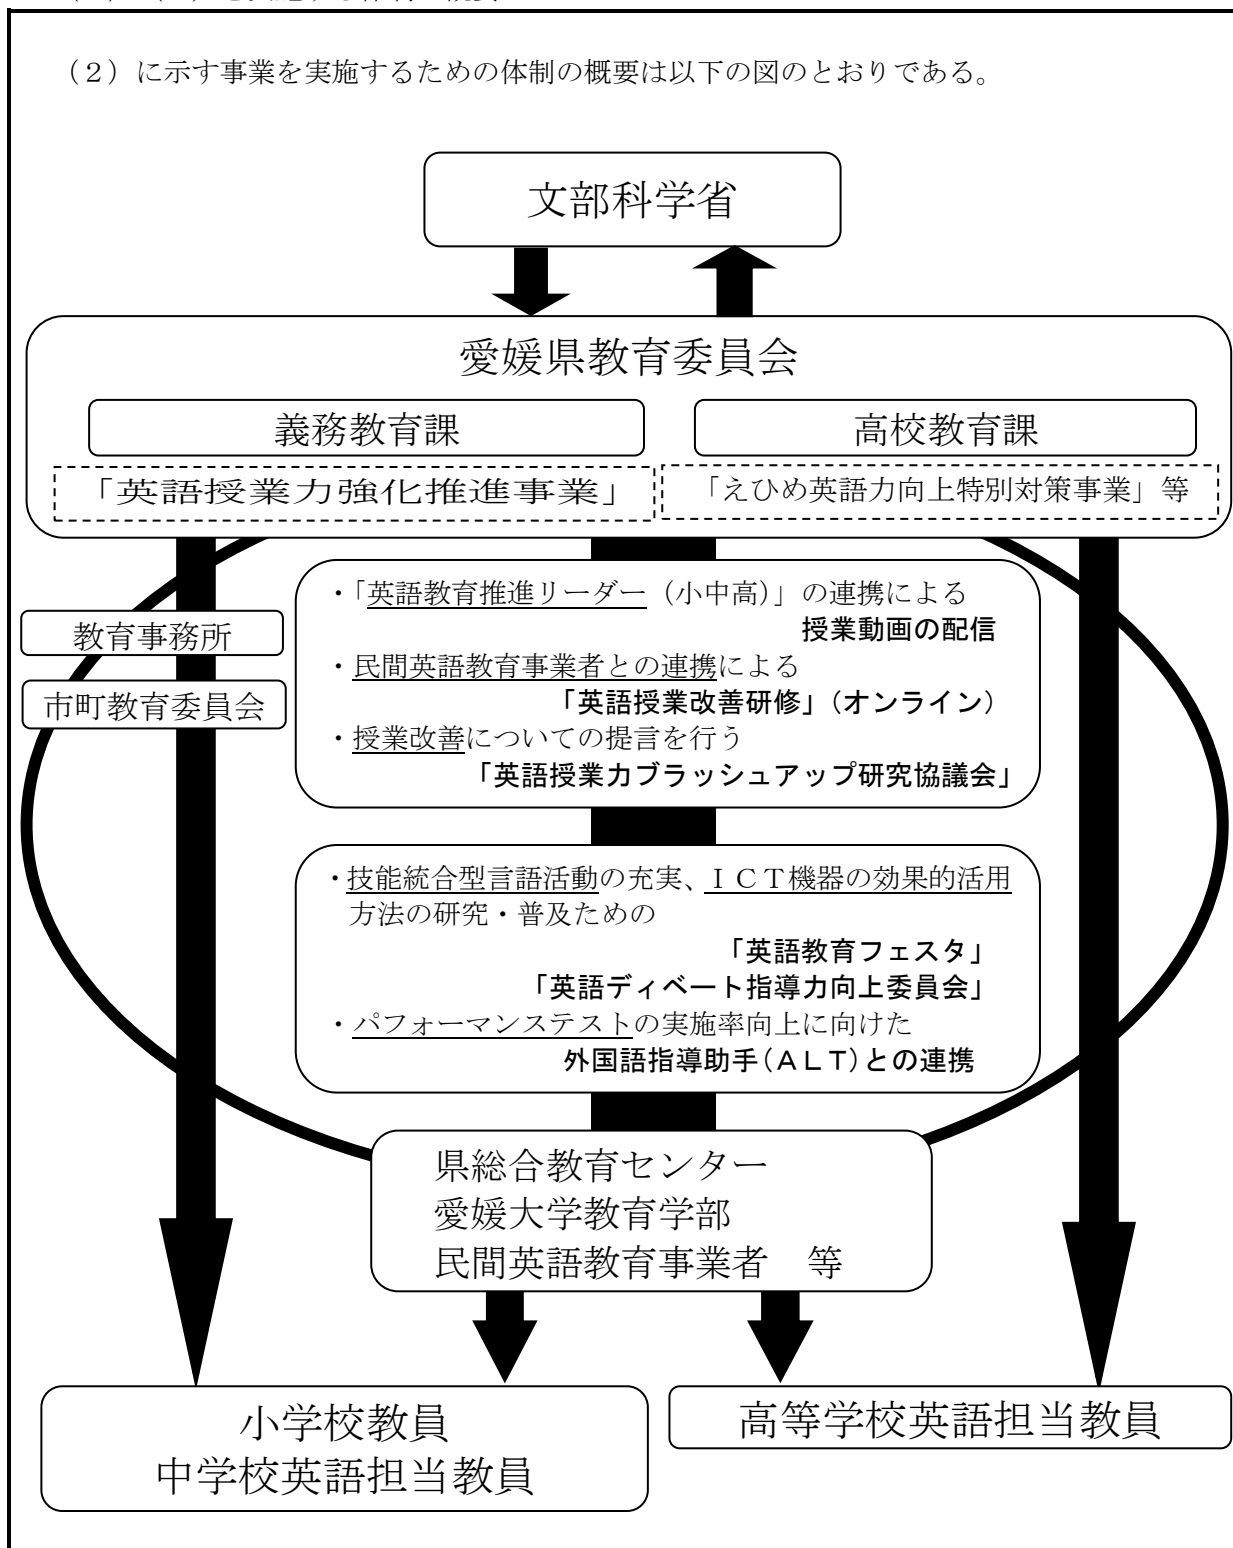 （２）に示す事業を実施するための体制の概要は以下の図のとおりである。
文部科学省
愛媛県教育委員会
義務教育課
高校教育課
「英語授業力強化推進事業」
「えひめ英語力向上特別対策事業」等
教育事務所
市町教育委員会
・「英語教育推進リーダー（小中高）」の連携による
授業動画の配信
・民間英語教育事業者との連携による
「英語授業改善研修」（オンライン）
・授業改善についての提言を行う
「英語授業力ブラッシュアップ研究協議会」
・技能統合型言語活動の充実、ＩＣＴ機器の効果的活用
方法の研究・普及ための
「英語教育フェスタ」
「英語ディベート指導力向上委員会」
・パフォーマンステストの実施率向上に向けた
外国語指導助手（ＡＬＴ）との連携
県総合教育センター
愛媛大学教育学部
民間英語教育事業者　等
小学校教員
中学校英語担当教員
高等学校英語担当教員